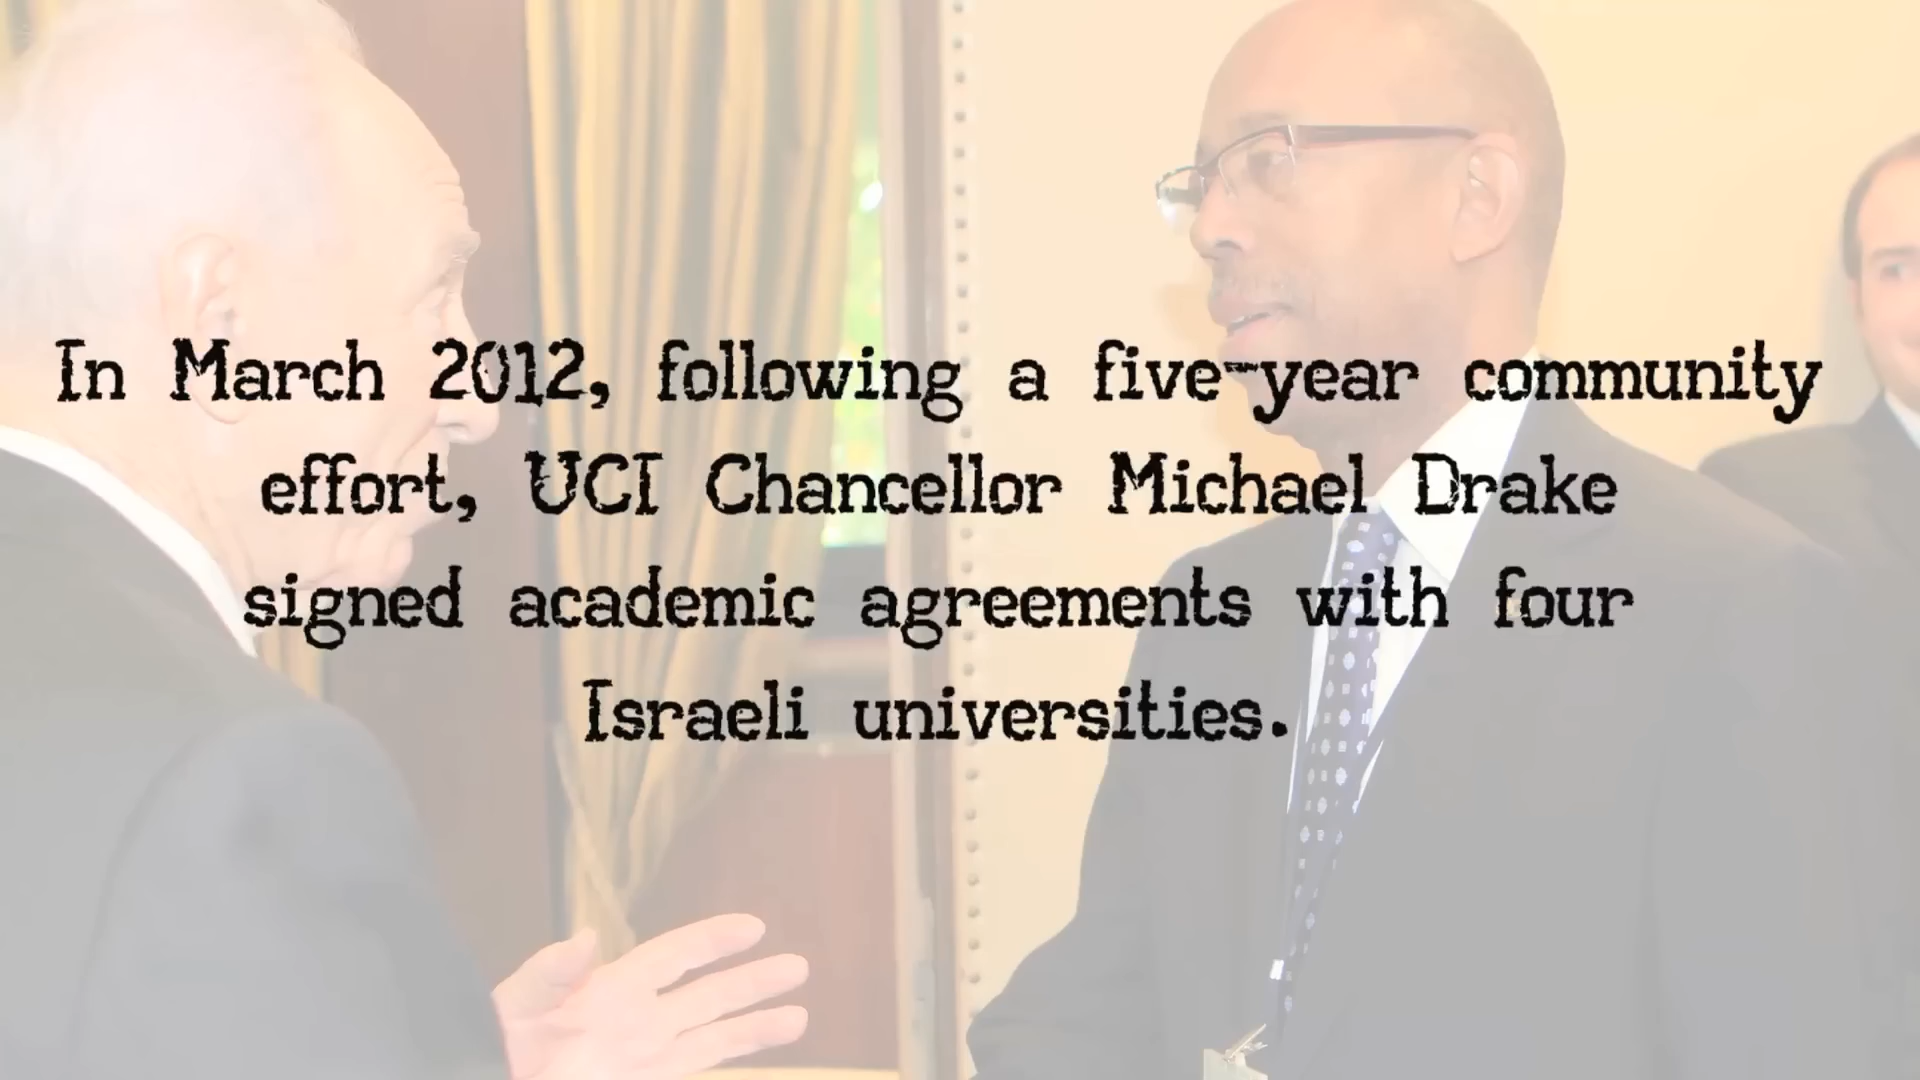 In March 2012, following a five-year community
effort, UCI Chancellor Michael Drake
signed academic agreements with four
Israeli universities.